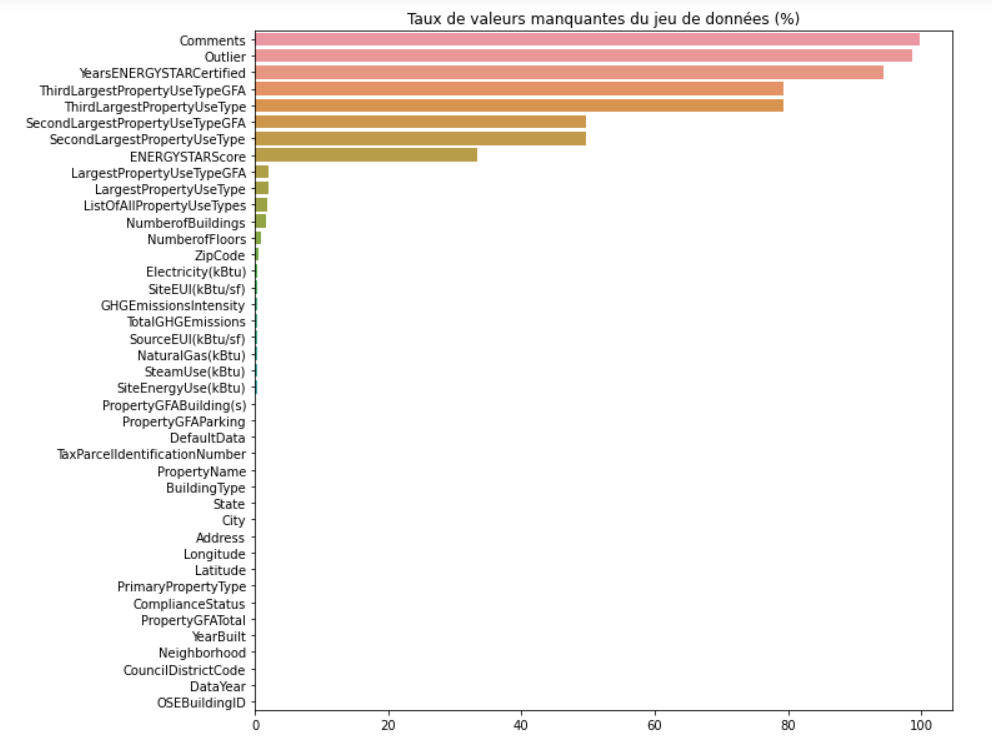 Taux de valeurs manquantes du jeu de données (%)
Comments
Outlier
YearsENERGYSTARCertified
ThirdLargestPropertyUseTypeGFA
ThirdLargestPropertyUseType
SecondLargestPropertyUseTypeGFA
SecondLargestPropertyUseType
ENERGYSTARScore
LargestPropertyUseTypeGFA
LargestPropertyUseType
ListOfAllPropertyUseTypes
NumberofBuildings
NumberofFloors
ZipCode
Electricity(kBtu)
SiteEUI(kBtu/sf)
GHGEmissionsIntensity
TotalGHGEmissions
SourceEUI(kBtu/sf)
NaturalGas(kBtu)
SteamUse(kBtu)
SiteEnergyUse(kBtu)
PropertyGFABuilding(s)
PropertyGFAParking
DefaultData
TaxParcelIdentificationNumber
PropertyName
BuildingType
State
City
Address
Longitude
Latitude
PrimaryPropertyType
ComplianceStatus
PropertyGFATotal
YearBuilt
Neighborhood
CouncilDistrictCode
DataYear
OSEBuildingID
0 20 40 60 80 100